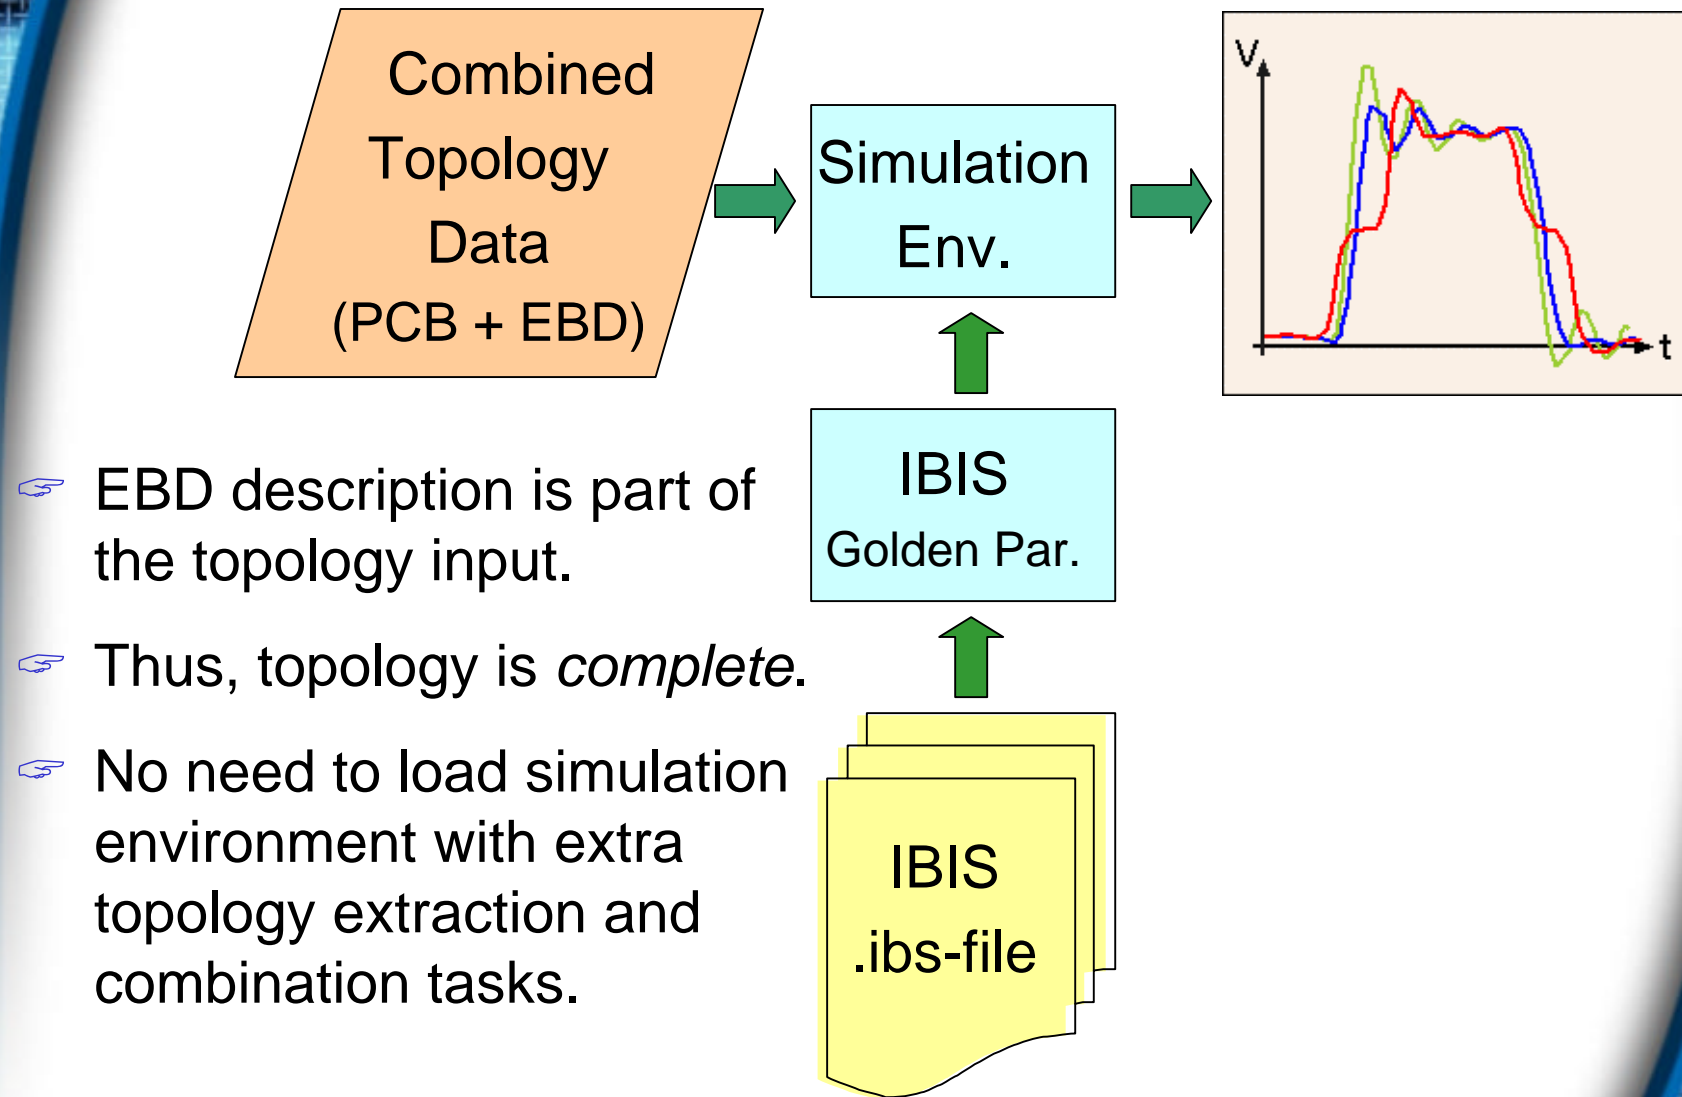 Combined
Topology
Data
(PCB + EBD)
Simulation
Env.
V
t
IBIS
Golden Par.
IBIS
.ibs-file
EBD description is part of
the topology input.
Thus, topology is complete.
No need to load simulation
environment with extra
topology extraction and
combination tasks.